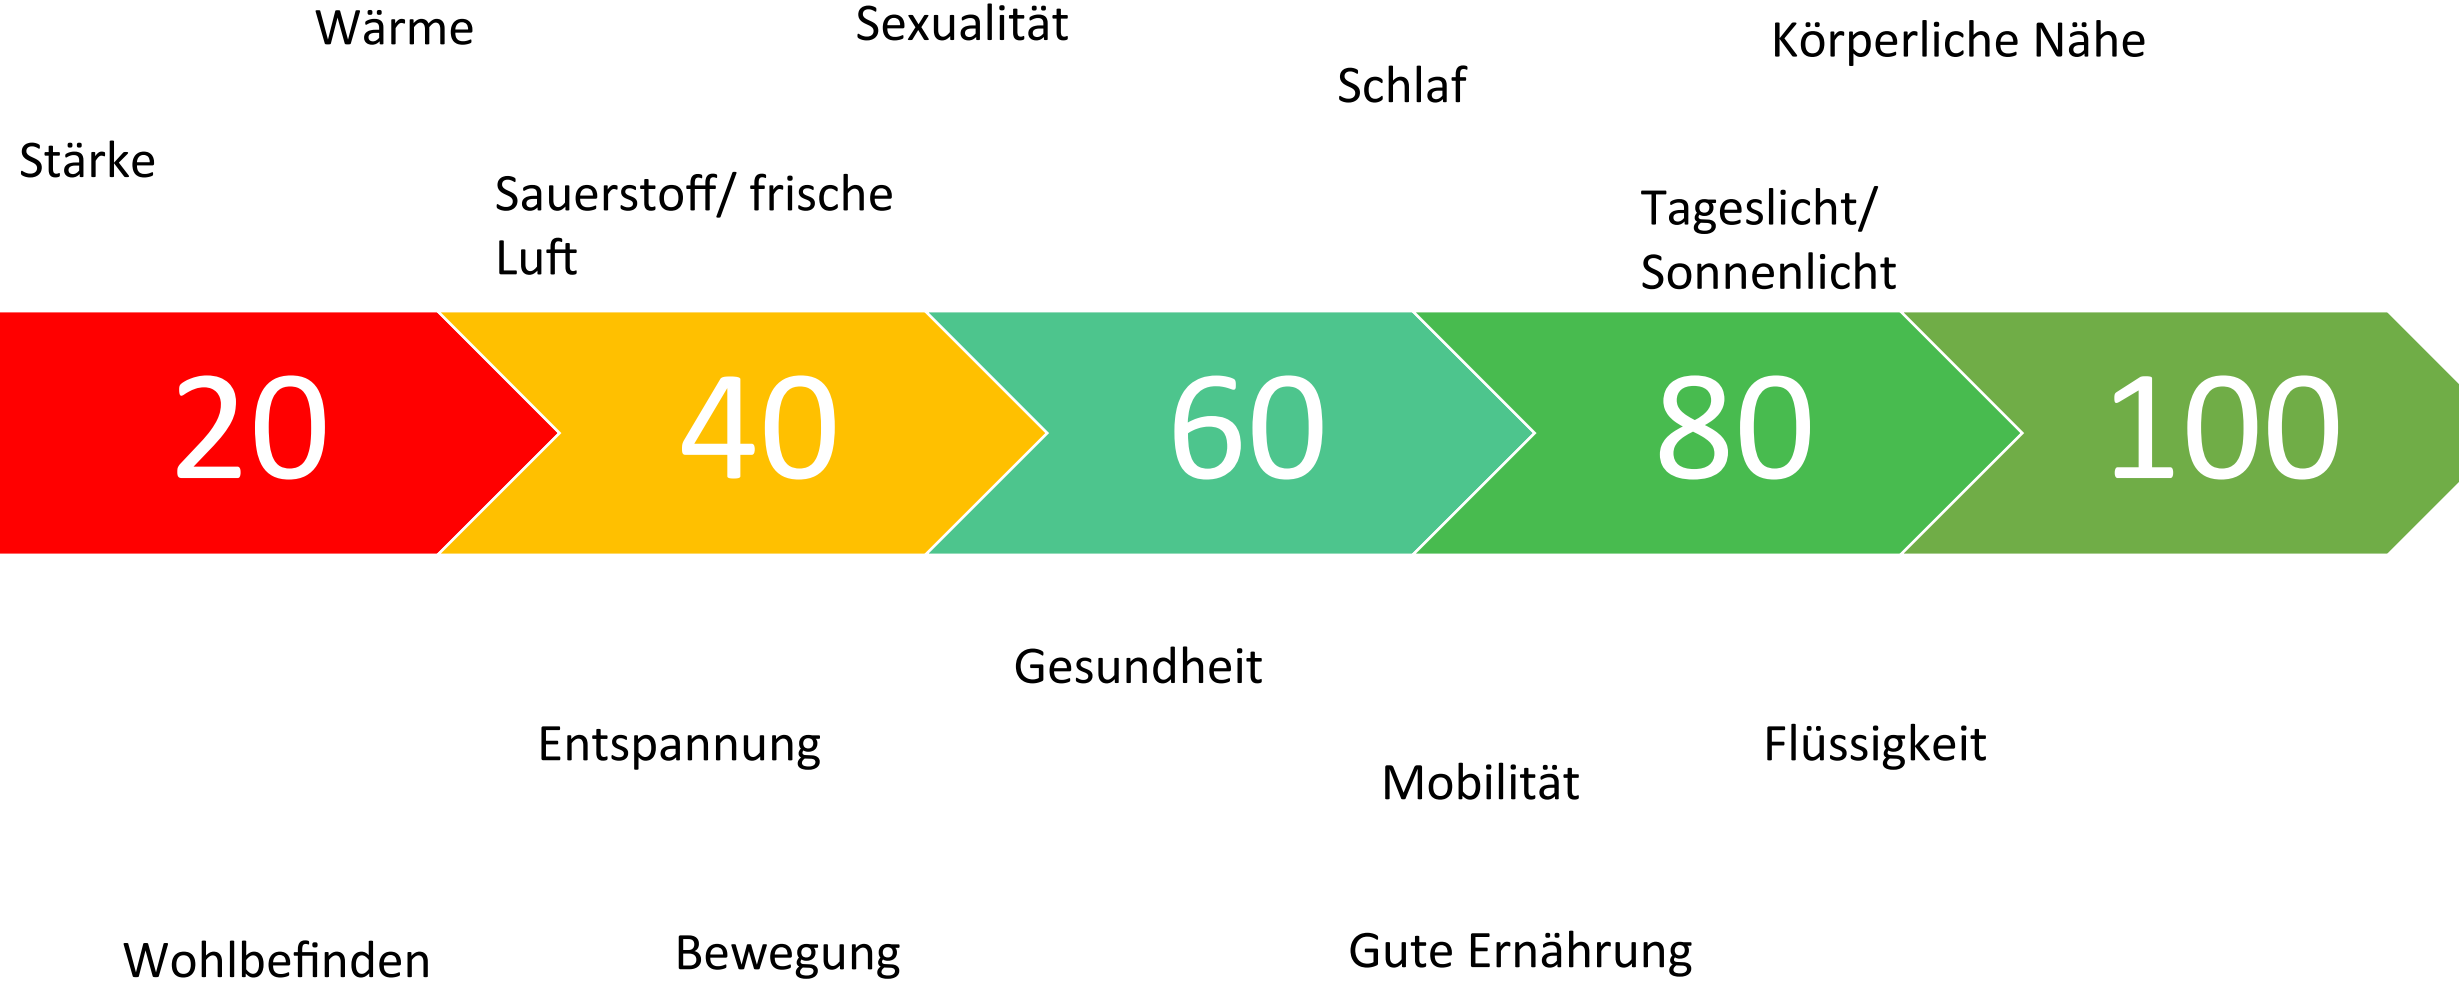 Wärme
Sexualität
Körperliche Nähe
Schlaf
Stärke
Sauerstoff/ frische
Luft
Tageslicht/
Sonnenlicht
20
40
60
80
100
Gesundheit
Entspannung
Flüssigkeit
Mobilität
Wohlbefinden
Bewegung
Gute Ernährung